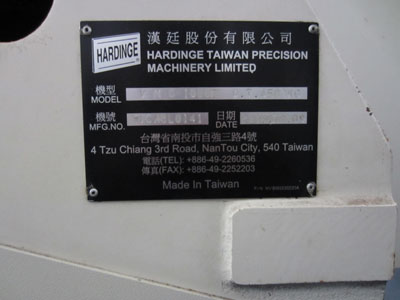 HARDINGE
漢廷股份有限公司
HARDINGE TAIWAN PRECISION
MACHINERY LIMITED
機型
MODEL
機號
MFG.NO.
日期
DATE
台灣省南投市自強三路4號
4 Tzu Chiang 3rd Road, NanTou City, 540 Taiwan
電話(TEL): +886-49-2260536
傳真(FAX): +886-49-2252203
Made In Taiwan